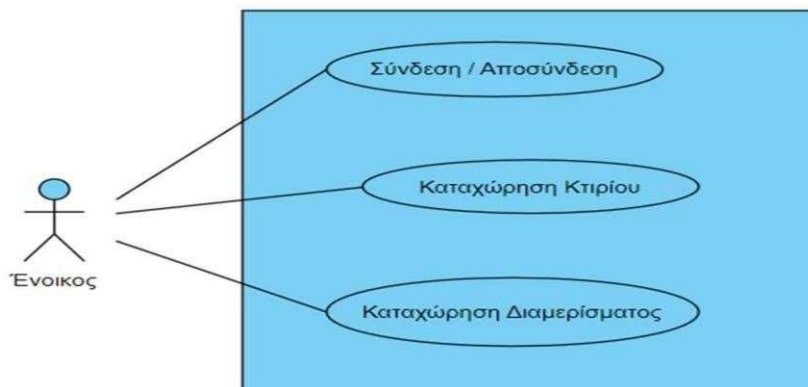 Σύνδεση / Αποσύνδεση
Καταχώρηση Κτιρίου
Ένοικος
Καταχώρηση Διαμερίσματος